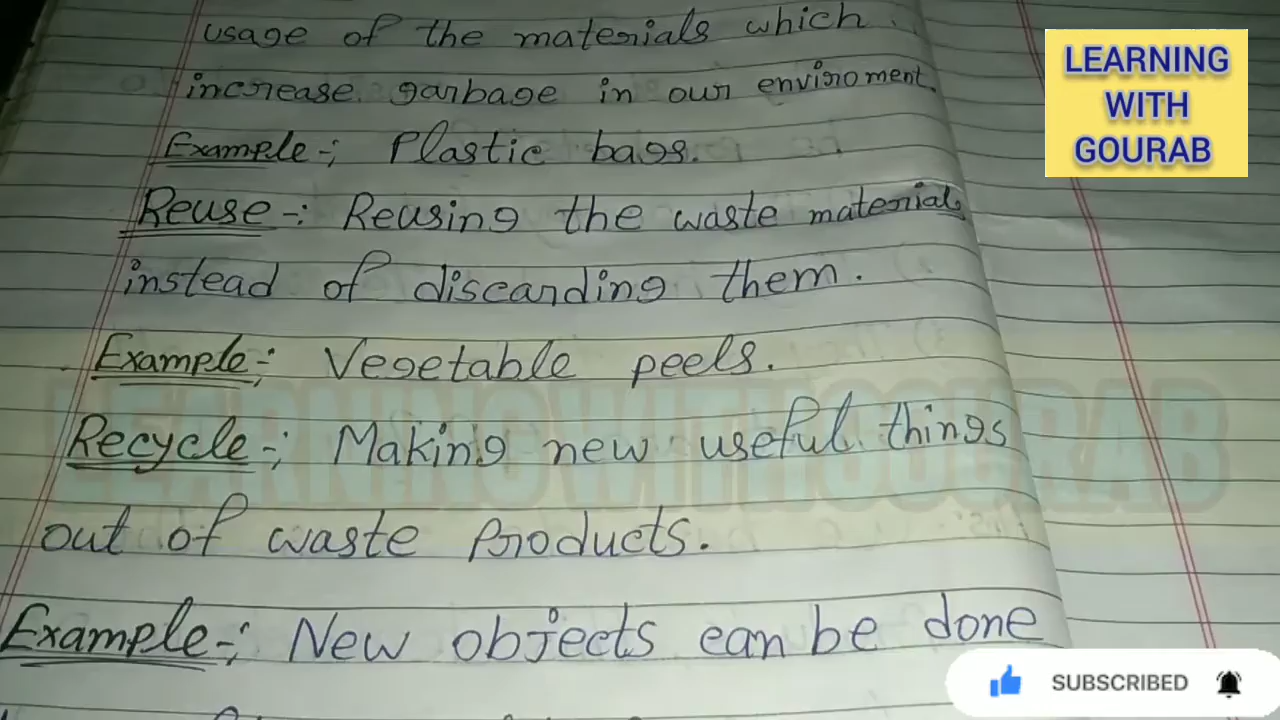 usage of the materials which
increase garbage in our enviroment.
Example-; Plastic bags.
Reuse-: Reusing the waste materials
instead of discarding them.
Example-; Vegetable peels.
Recycle-; Making new useful things
out of waste Products.
Example-; New objects can be done
LEARNING
WITH
GOURAB
LEARNINGWITHGOURAB
SUBSCRIBED